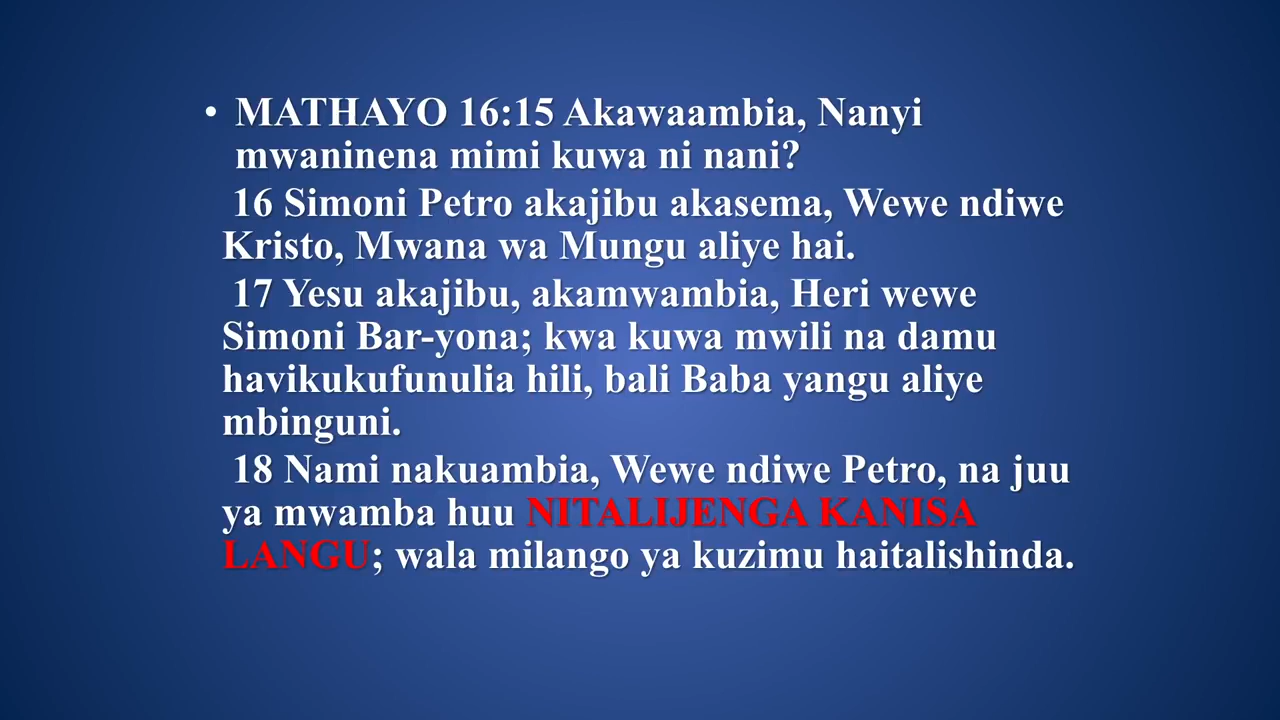 • MATHAYO 16:15 Akawaambia, Nanyi
mwaninena mimi kuwa ni nani?
16 Simoni Petro akajibu akasema, Wewe ndiwe
Kristo, Mwana wa Mungu aliye hai.
17 Yesu akajibu, akamwambia, Heri wewe
Simoni Bar-yona; kwa kuwa mwili na damu
havikukufunulia hili, bali Baba yangu aliye
mbinguni.
18 Nami nakuambia, Wewe ndiwe Petro, na juu
ya mwamba huu NITALIJENGA KANISA
LANGU; wala milango ya kuzimu haitalishinda.